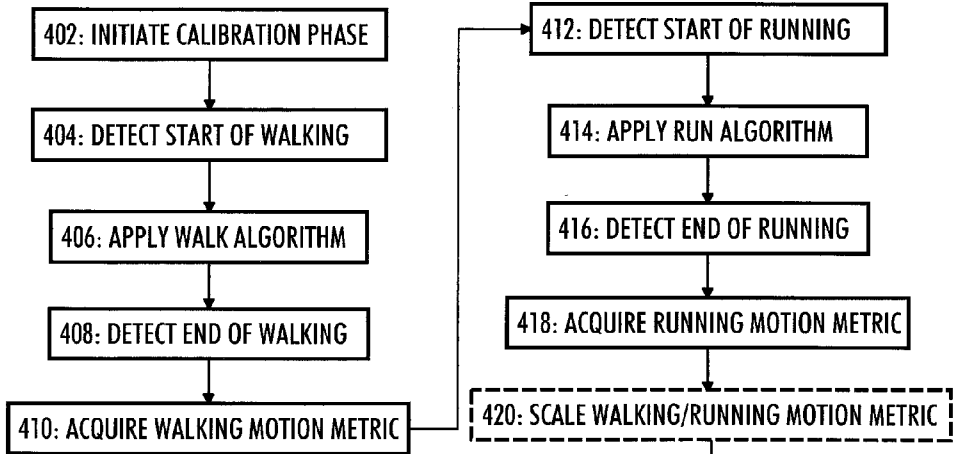 402: INITIATE CALIBRATION PHASE
404: DETECT START OF WALKING
406: APPLY WALK ALGORITHM
408: DETECT END OF WALKING
410: ACQUIRE WALKING MOTION METRIC
412: DETECT START OF RUNNING
414: APPLY RUN ALGORITHM
416: DETECT END OF RUNNING
418: ACQUIRE RUNNING MOTION METRIC
420: SCALE WALKING/RUNNING MOTION METRIC